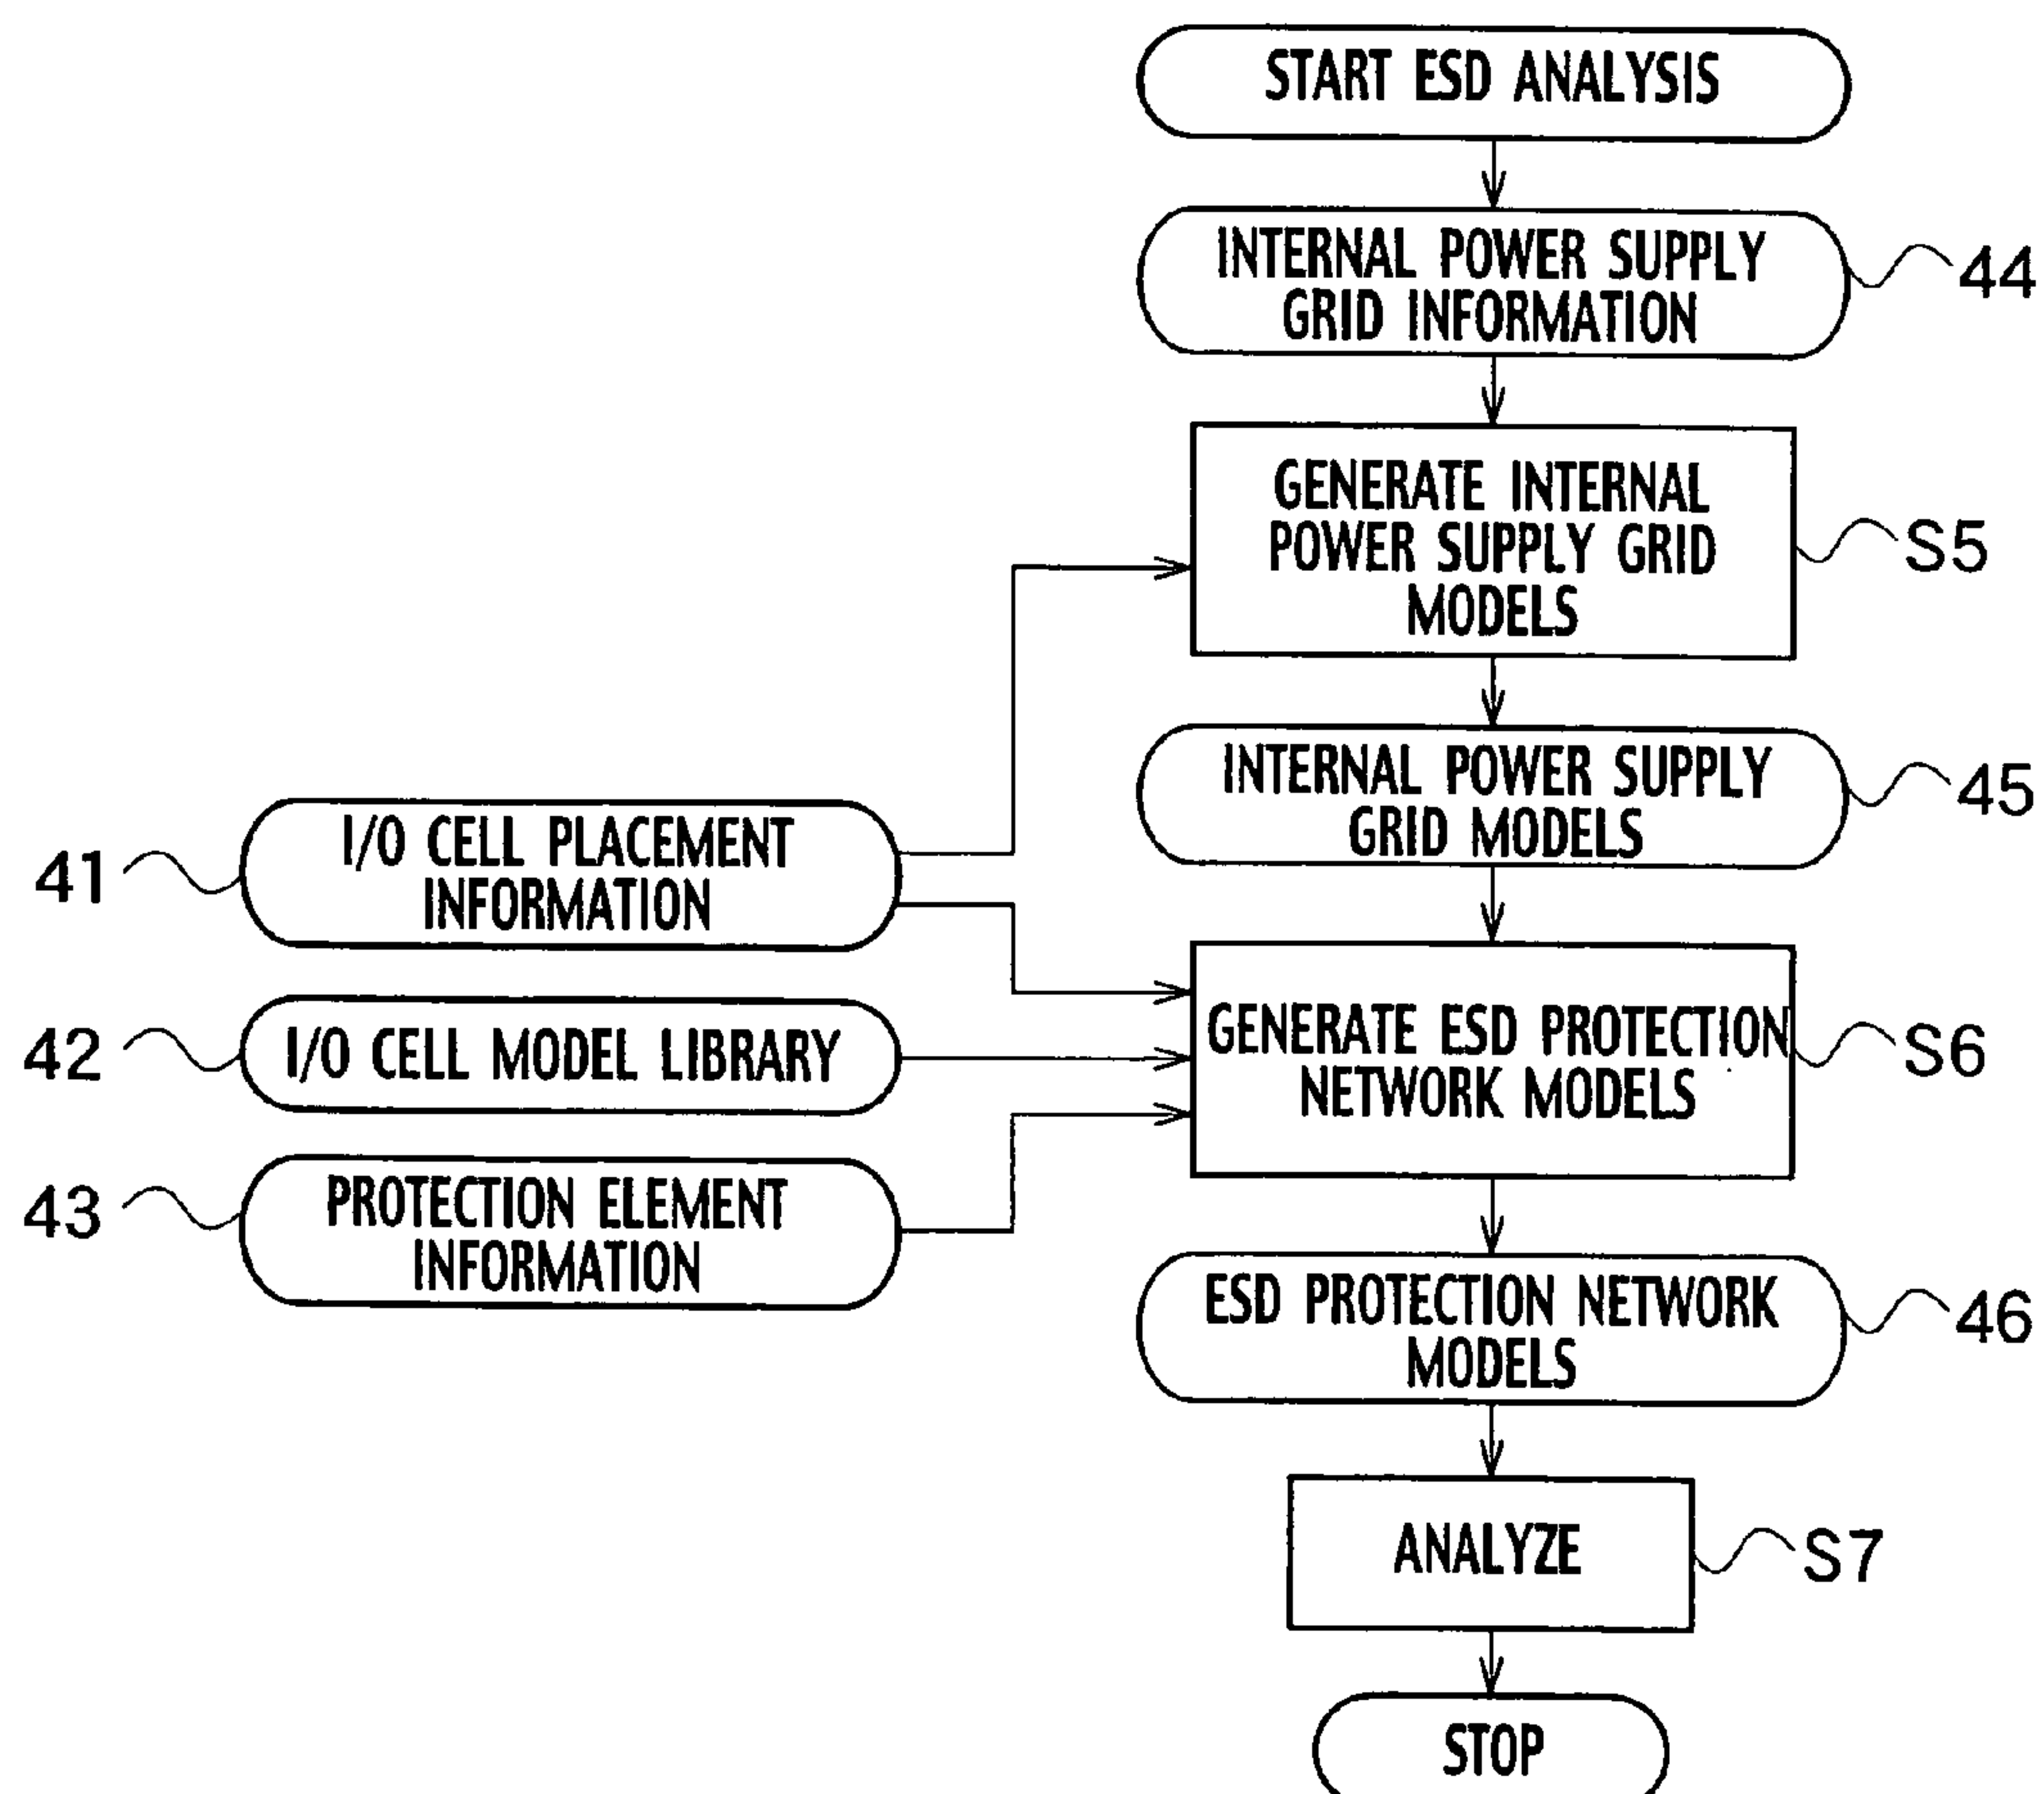 START ESD ANALYSIS
INTERNAL POWER SUPPLY
GRID INFORMATION
44
GENERATE INTERNAL
POWER SUPPLY GRID
MODELS
S5
INTERNAL POWER SUPPLY
GRID MODELS
45
41
I/O CELL PLACEMENT
INFORMATION
42
I/O CELL MODEL LIBRARY
GENERATE ESD PROTECTION
NETWORK MODELS
S6
43
PROTECTION ELEMENT
INFORMATION
ESD PROTECTION NETWORK
MODELS
46
ANALYZE
S7
STOP